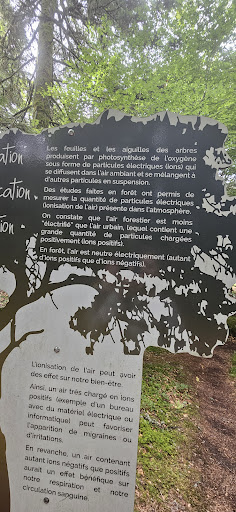 Les feuilles et les aiguilles des arbres
produisent par photosynthèse de l'oxygène
sous forme de particules électriques (ions) qui
se diffusent dans l'air ambiant et se mélangent à
d'autres particules en suspension.
Des études faites en forêt ont permis de
mesurer la quantité de particules électriques
(ionisation de l'air) présente dans l'atmosphère.
On constate que l'air forestier est moins
"électrifié" que l'air urbain, lequel contient une
grande quantité de particules chargées
positivement (ions positifs).
En forêt, l'air est neutre électriquement (autant
d'ions positifs que d'ions négatifs).
L'ionisation de l'air peut avoir
des effet sur notre bien-être.
Ainsi, un air très chargé en ions
positifs (exemple d'un bureau
avec du matériel électrique ou
informatique) peut favoriser
l'apparition de migraines ou
d'irritations.
En revanche, un air contenant
autant ions négatifs que positifs
aurait un effet bénéfique sur
notre respiration et notre
circulation sanguine.